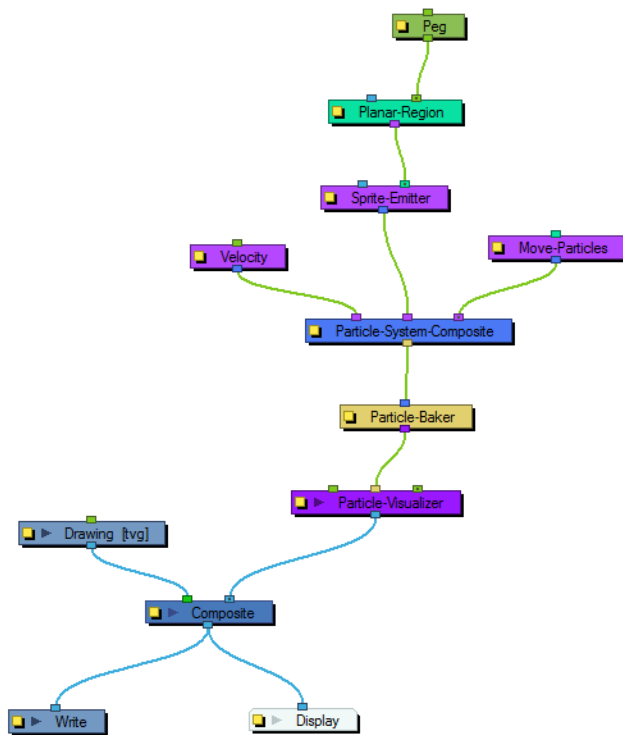 Peg
Planar-Region
Sprite-Emitter
Velocity
Move-Particles
Particle-System-Composite
Particle-Baker
Particle-Visualizer
Drawing [tvg]
Composite
Write
Display